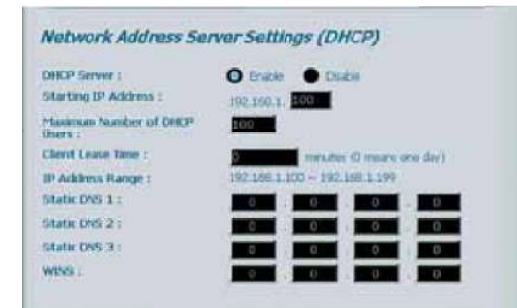 Network Address Server Settings (DHCP)
DHCP Server : Enable Disable
Starting IP Address : 192.168.1. 100
Maximum Number of DHCP Users : 100
Client Lease Time : 0 minutes (0 means one day)
IP Address Range : 192.168.1.100 ~ 192.168.1.199
Static DNS 1 : 0 . 0 . 0 . 0
Static DNS 2 : 0 . 0 . 0 . 0
Static DNS 3 : 0 . 0 . 0 . 0
WINS : 0 . 0 . 0 . 0